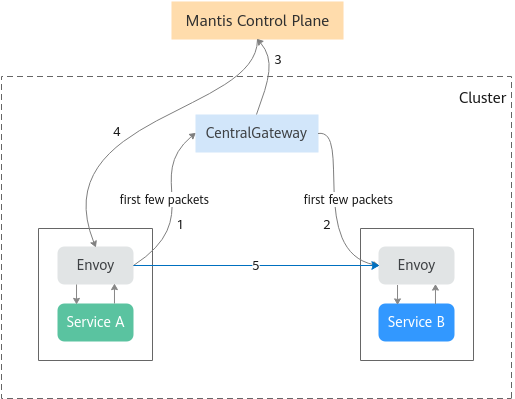 Mantis Control Plane
3
Cluster
4
CentralGateway
first few packets
first few packets
1
2
Envoy
5
Envoy
Service A
Service B